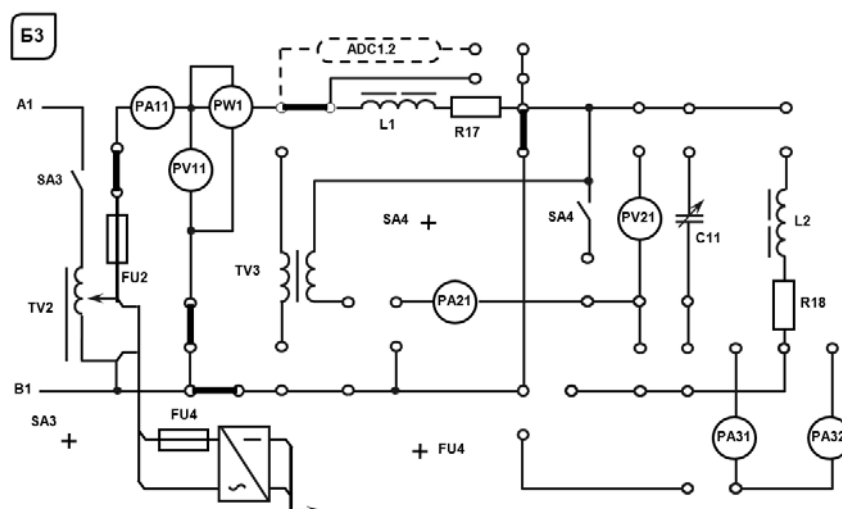 Б3
ADC1.2
A1
PA11
PW1
L1
R17
SA3
PV11
SA4
SA4
PV21
C11
L2
FU2
TV3
TV2
PA21
R18
B1
SA3
FU4
FU4
PA31
PA32